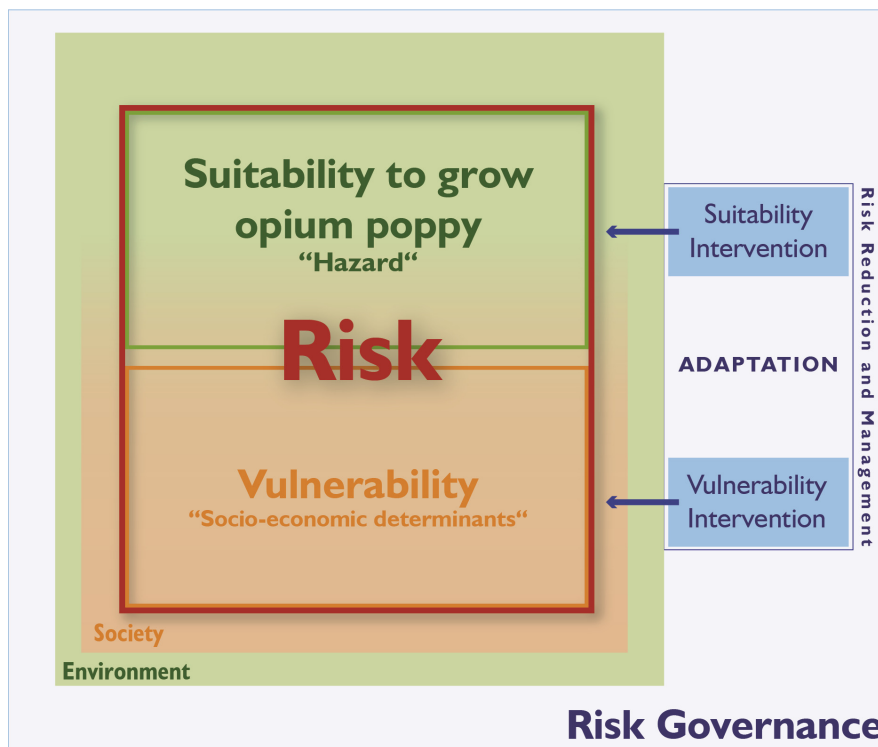 Suitability to grow
opium poppy
“Hazard“
Risk
Vulnerability
“Socio-economic determinants“
Society
Environment
Suitability
Intervention
ADAPTATION
Vulnerability
Intervention
Risk Reduction and Management
Risk Governance